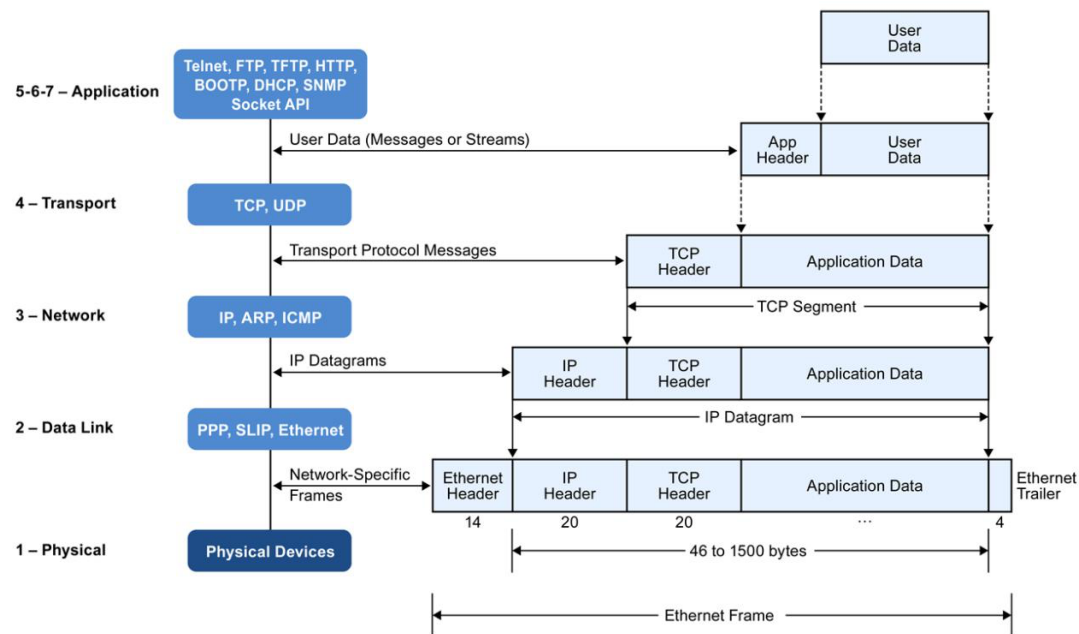 User
Data
Telnet, FTP, TFTP, HTTP,
BOOTP, DHCP, SNMP
Socket API
5-6-7 – Application
User Data (Messages or Streams)
App
Header
User
Data
4 – Transport
TCP, UDP
Transport Protocol Messages
TCP
Header
Application Data
TCP Segment
3 – Network
IP, ARP, ICMP
IP Datagrams
IP
Header
TCP
Header
Application Data
IP Datagram
2 – Data Link
PPP, SLIP, Ethernet
Network-Specific
Frames
Ethernet
Header
IP
Header
TCP
Header
Application Data
Ethernet
Trailer
14
20
20
...
4
1 – Physical
Physical Devices
46 to 1500 bytes
Ethernet Frame